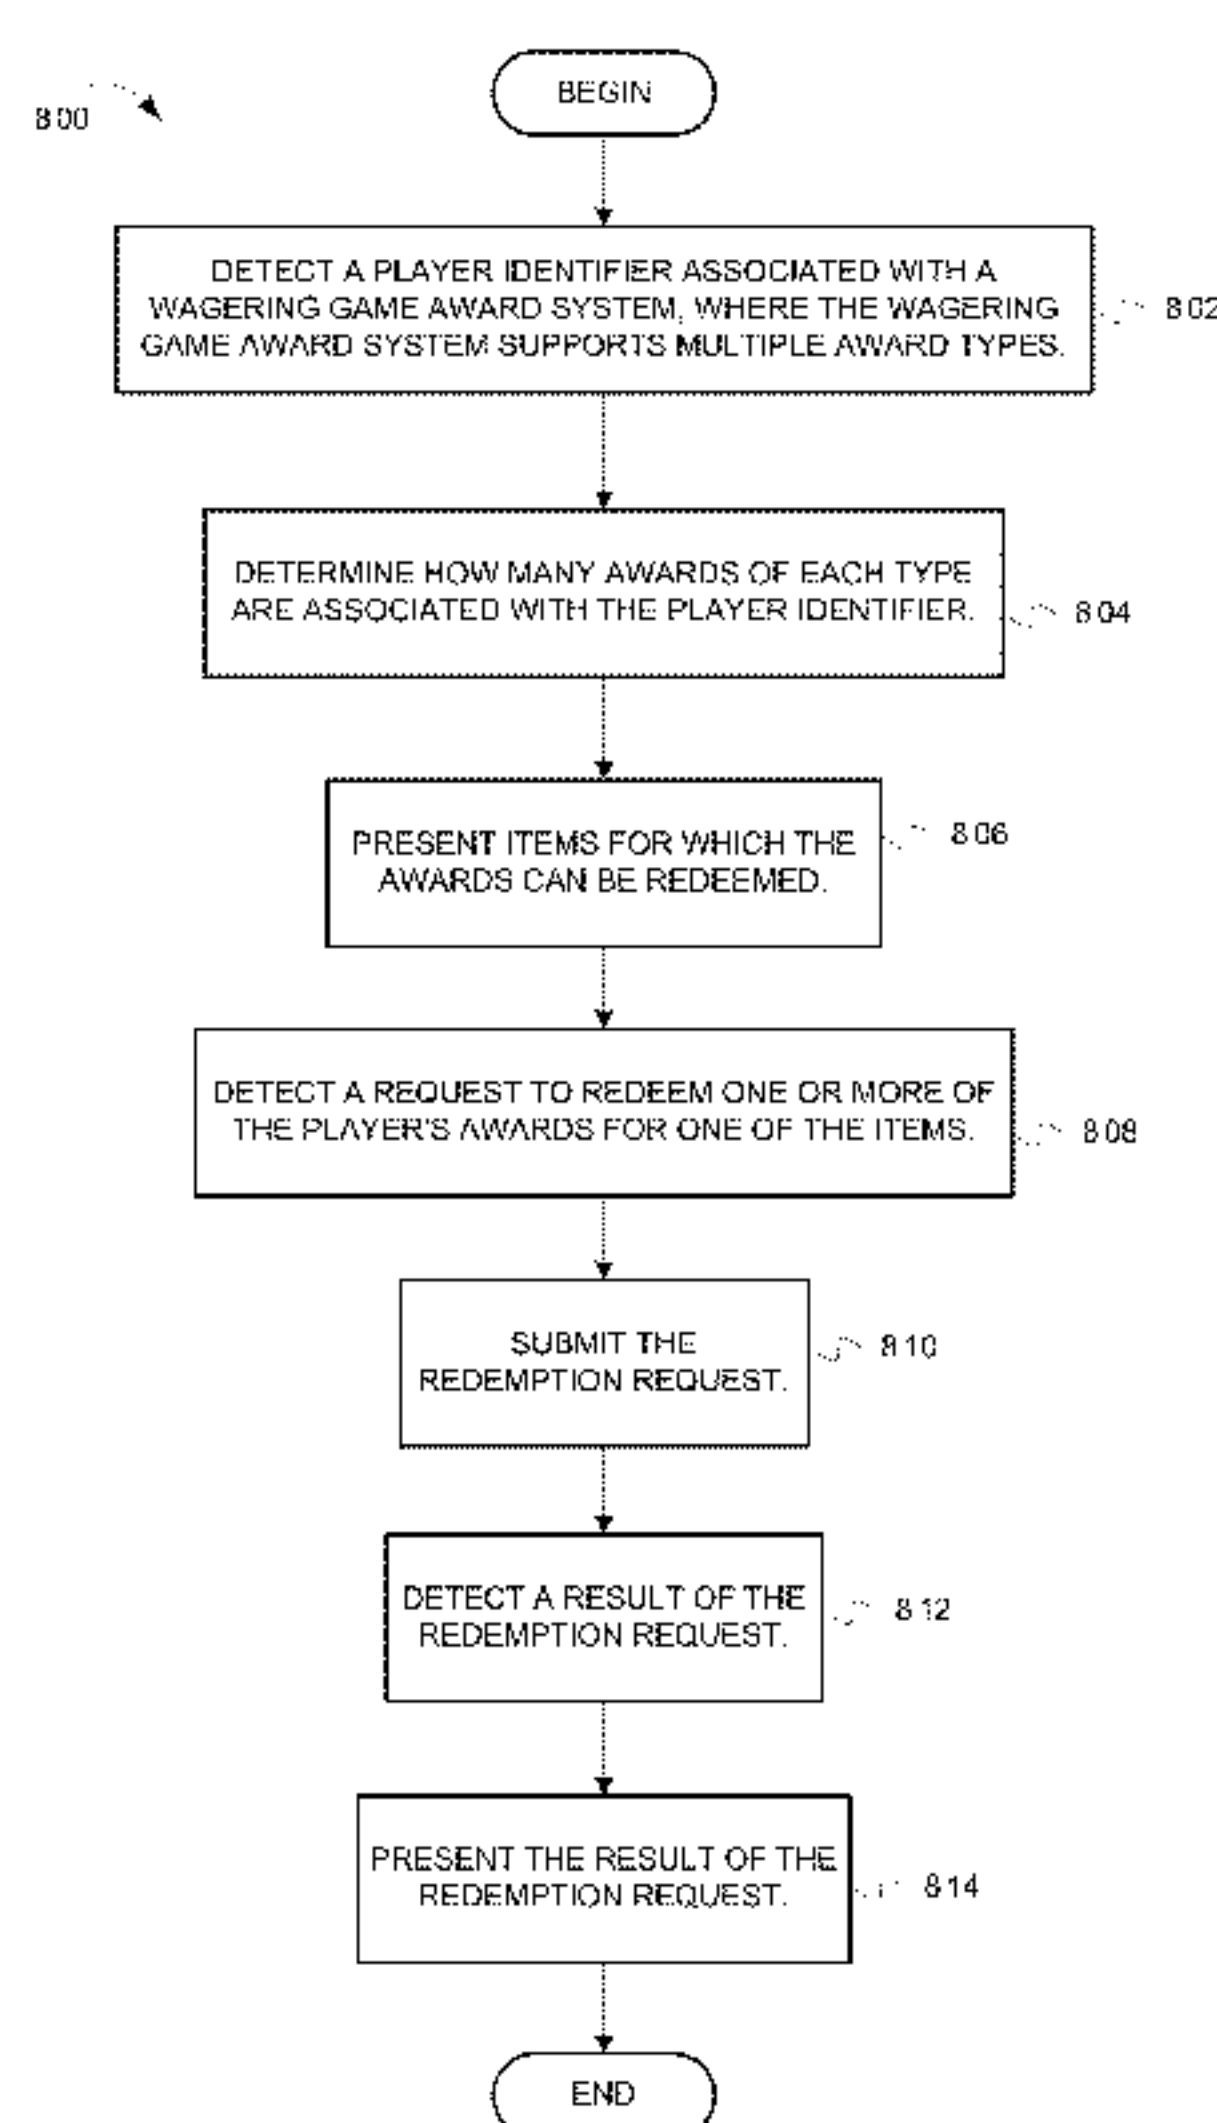 800
BEGIN
DETECT A PLAYER IDENTIFIER ASSOCIATED WITH A
WAGERING GAME AWARD SYSTEM, WHERE THE WAGERING
GAME AWARD SYSTEM SUPPORTS MULTIPLE AWARD TYPES.
802
DETERMINE HOW MANY AWARDS OF EACH TYPE
ARE ASSOCIATED WITH THE PLAYER IDENTIFIER.
804
PRESENT ITEMS FOR WHICH THE
AWARDS CAN BE REDEEMED.
806
DETECT A REQUEST TO REDEEM ONE OR MORE OF
THE PLAYER'S AWARDS FOR ONE OF THE ITEMS.
808
SUBMIT THE
REDEMPTION REQUEST.
810
DETECT A RESULT OF THE
REDEMPTION REQUEST.
812
PRESENT THE RESULT OF THE
REDEMPTION REQUEST.
814
END